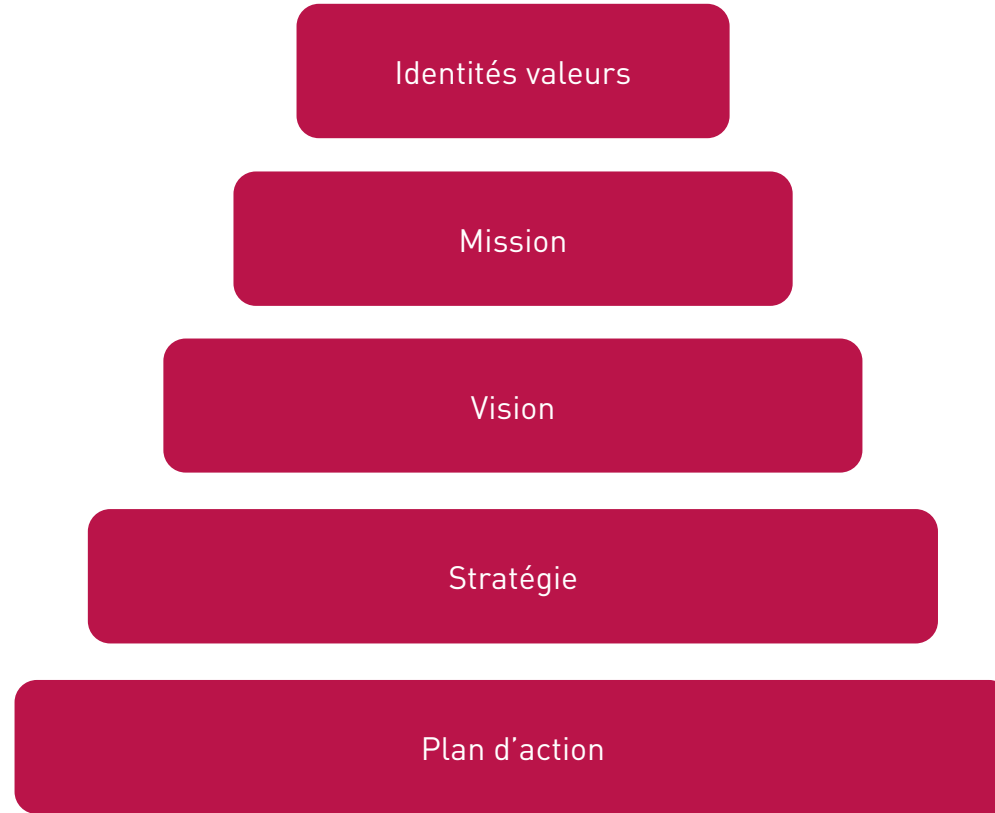 Identités valeurs
Mission
Vision
Stratégie
Plan d’action